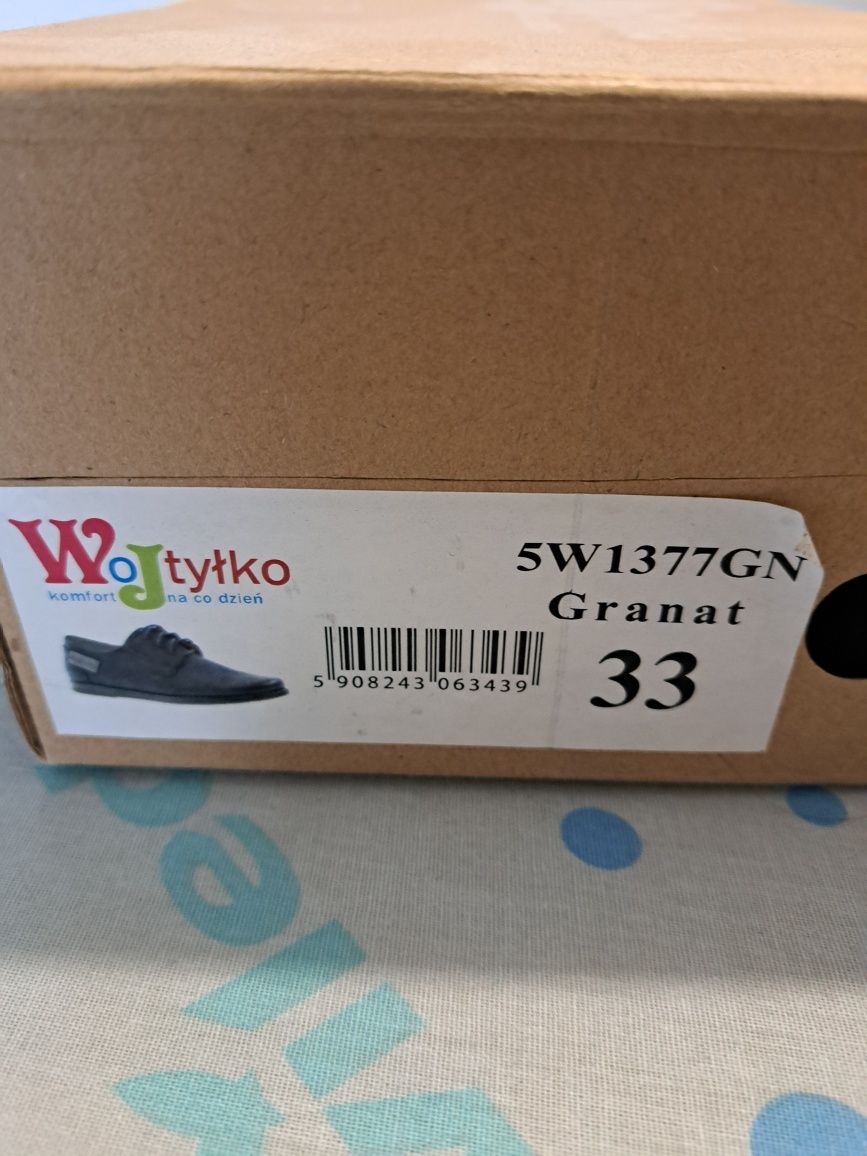 WoJtyłko
komfort na co dzień
5W1377GN
Granat
33
5 908243 063439